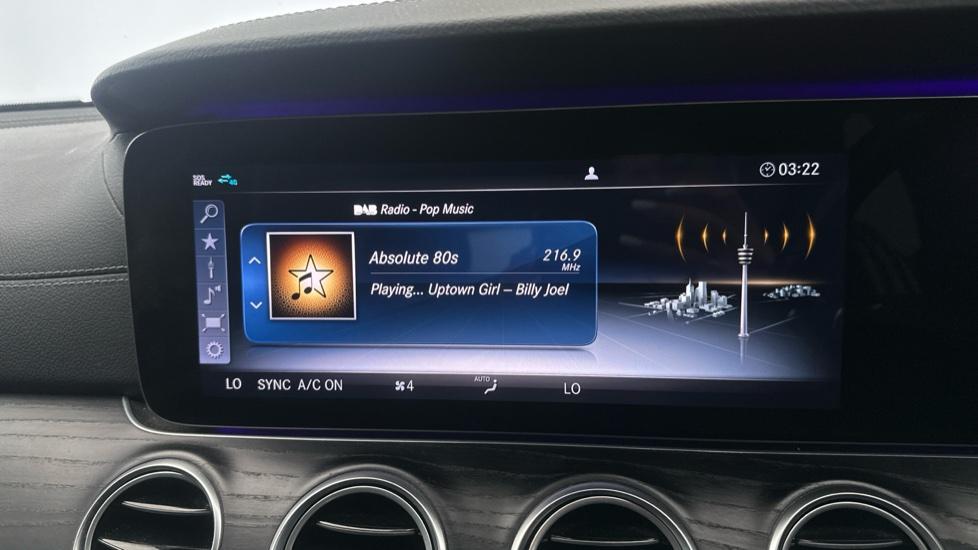 SOS READY 4G 03:22
DAB Radio - Pop Music
Absolute 80s 216.9 MHz
Playing... Uptown Girl – Billy Joel
LO SYNC A/C ON 4 AUTO LO